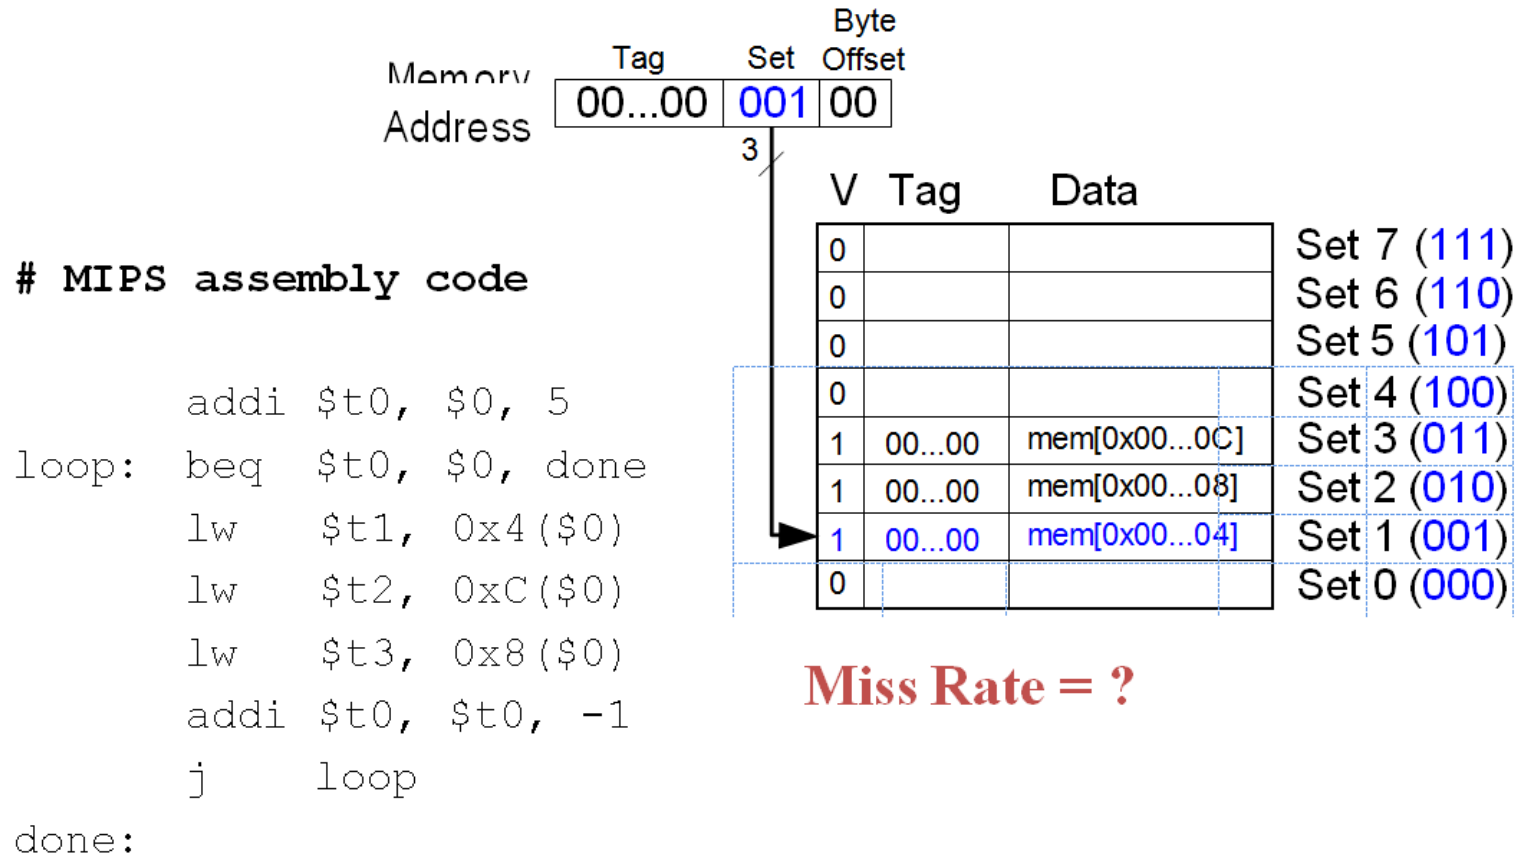 Byte
Tag Set Offset
Memory
00...00 001 00
Address
3
V Tag Data
0 Set 7 (111)
# MIPS assembly code
0 Set 6 (110)
0 Set 5 (101)
addi $t0, $0, 5
0 Set 4 (100)
loop: beq $t0, $0, done
1 00...00 mem[0x00...0C] Set 3 (011)
1 00...00 mem[0x00...08] Set 2 (010)
lw $t1, 0x4($0)
1 00...00 mem[0x00...04] Set 1 (001)
lw $t2, 0xC($0)
0 Set 0 (000)
lw $t3, 0x8($0)
Miss Rate = ?
addi $t0, $t0, -1
j loop
done: